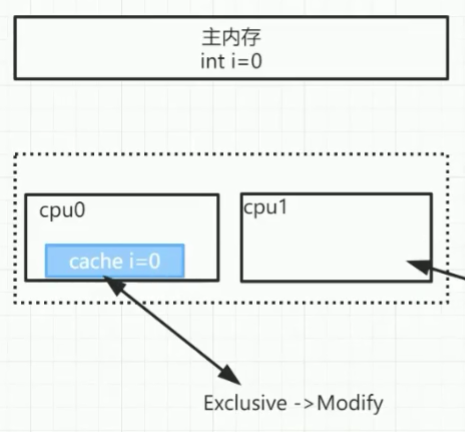 主内存
int i=0
cpu0
cpu1
cache i=0
Exclusive ->Modify